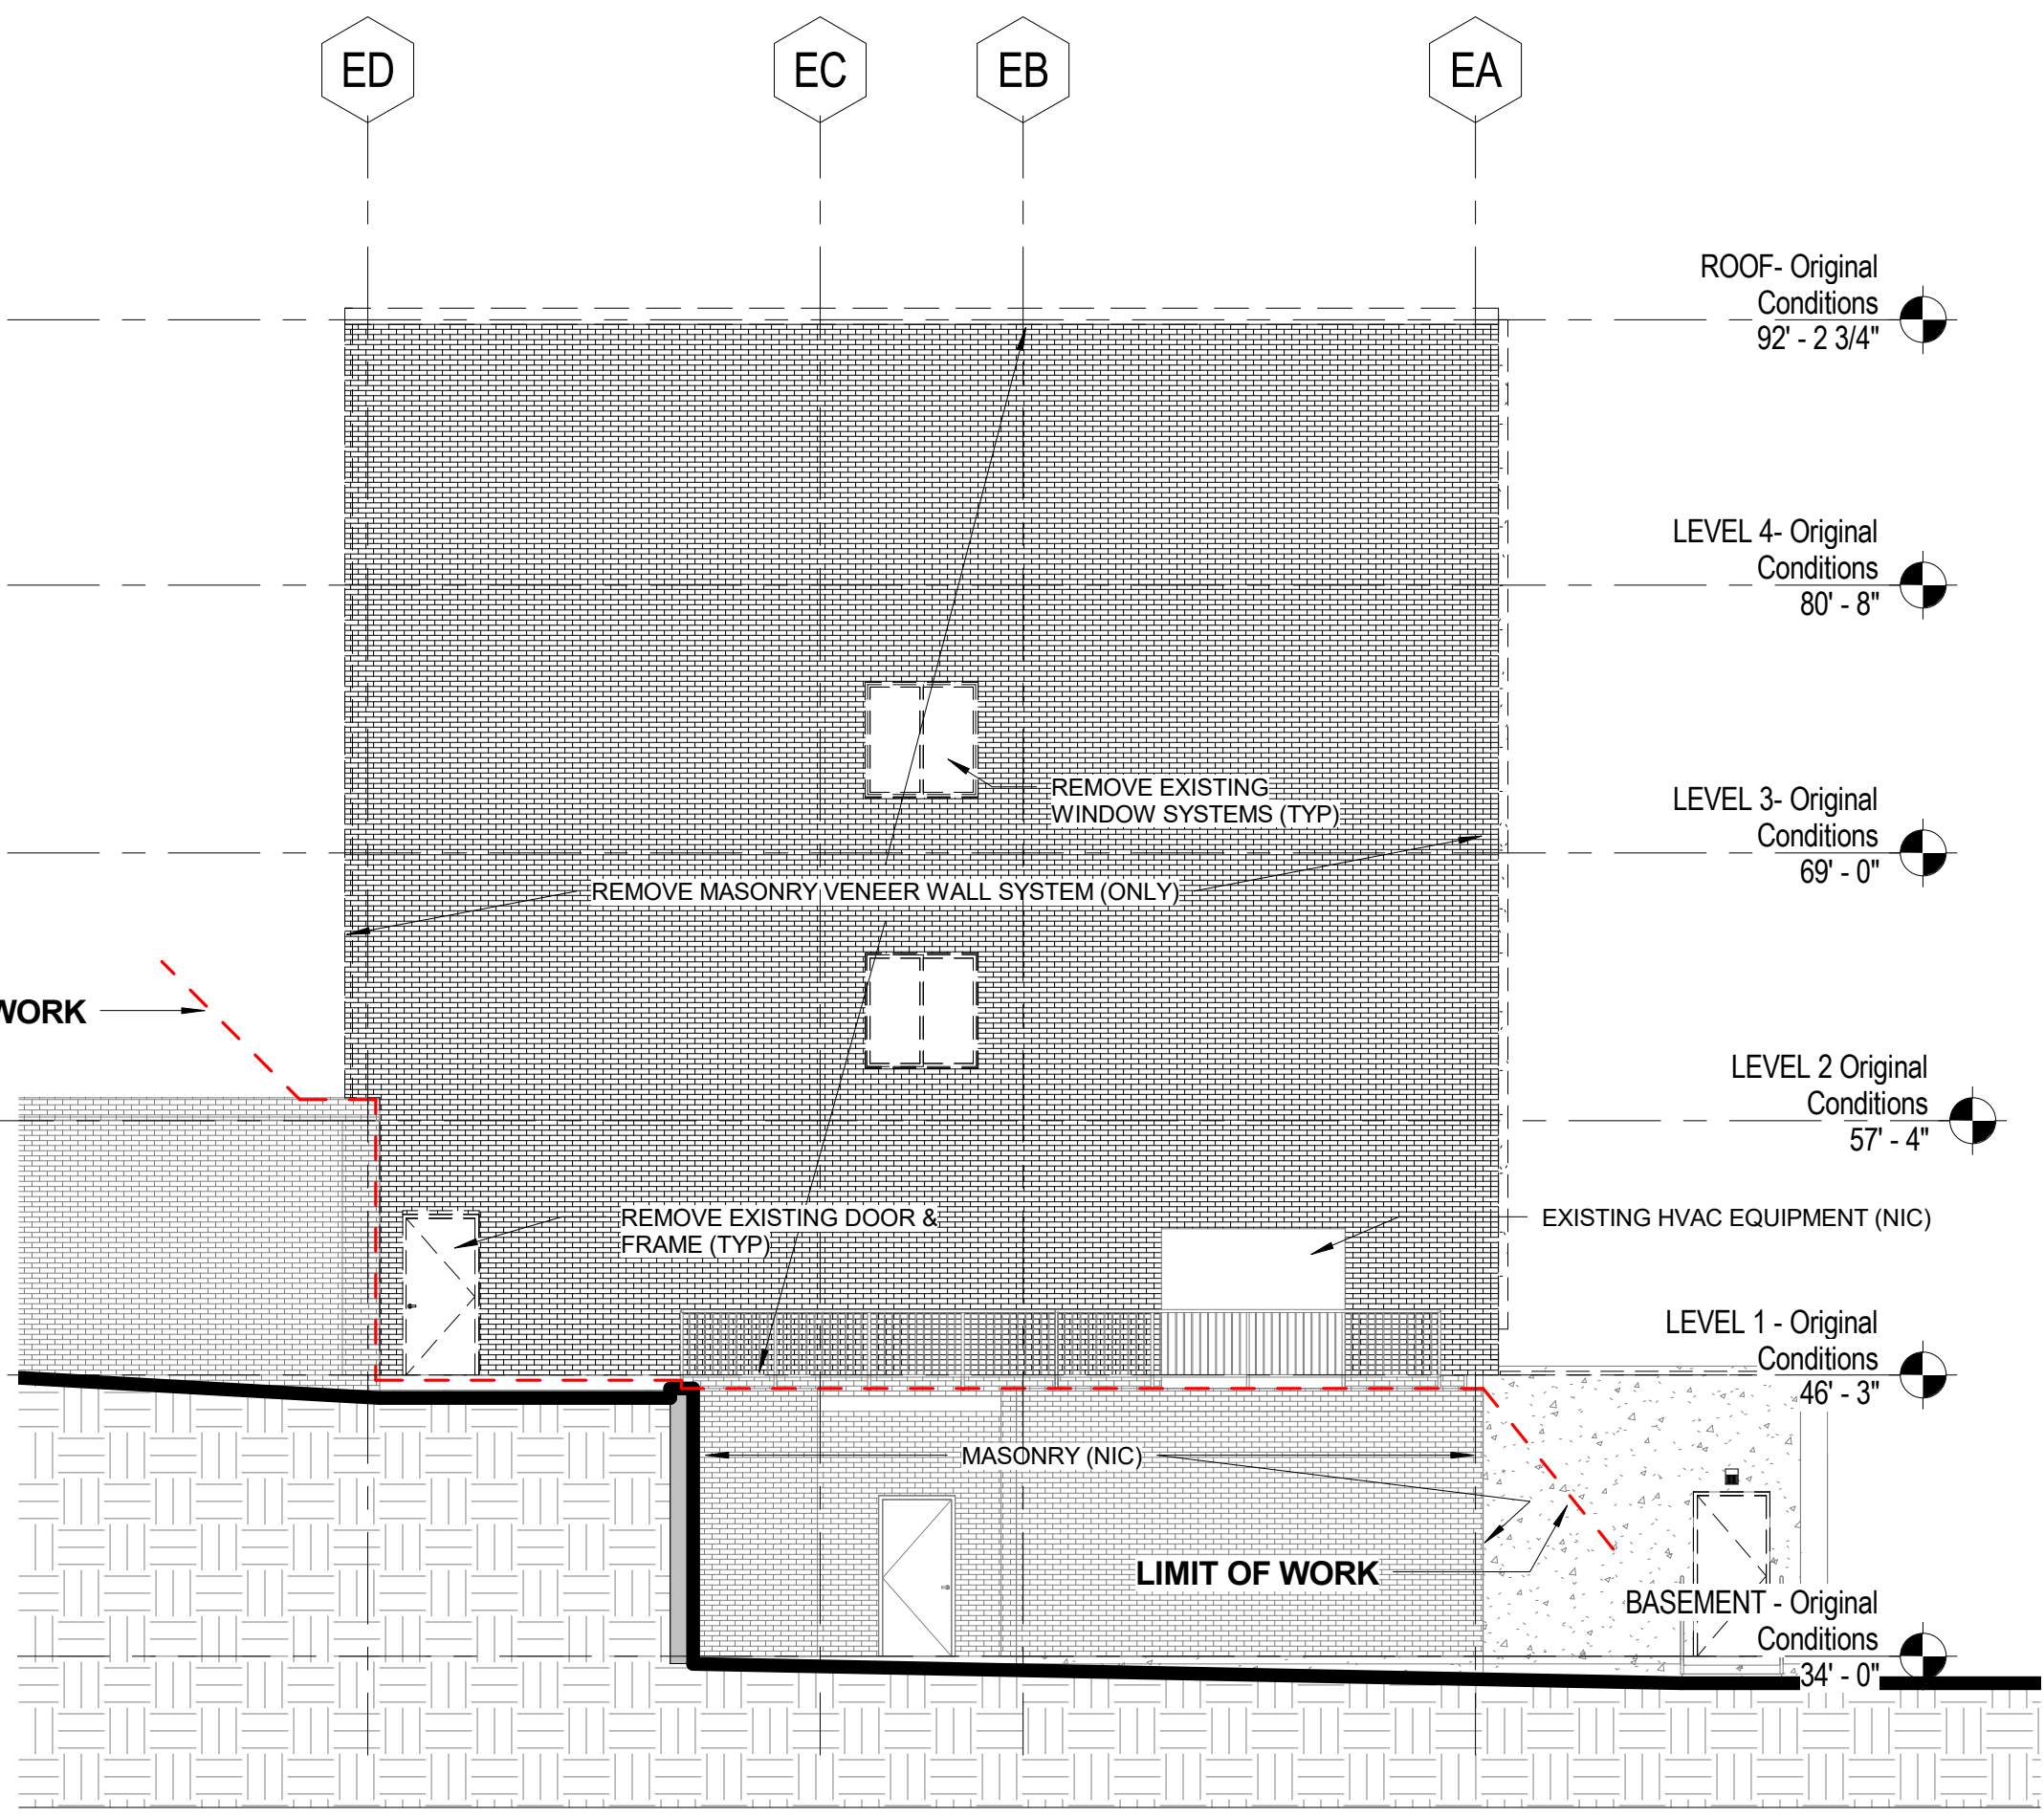 ED
EC
EB
EA
ROOF- Original
Conditions
92' - 2 3/4"
LEVEL 4- Original
Conditions
80' - 8"
REMOVE EXISTING
WINDOW SYSTEMS (TYP)
LEVEL 3- Original
Conditions
69' - 0"
REMOVE MASONRY VENEER WALL SYSTEM (ONLY)
WORK
LEVEL 2 Original
Conditions
57' - 4"
REMOVE EXISTING DOOR &
FRAME (TYP)
EXISTING HVAC EQUIPMENT (NIC)
LEVEL 1 - Original
Conditions
46' - 3"
MASONRY (NIC)
LIMIT OF WORK
BASEMENT - Original
Conditions
34' - 0"